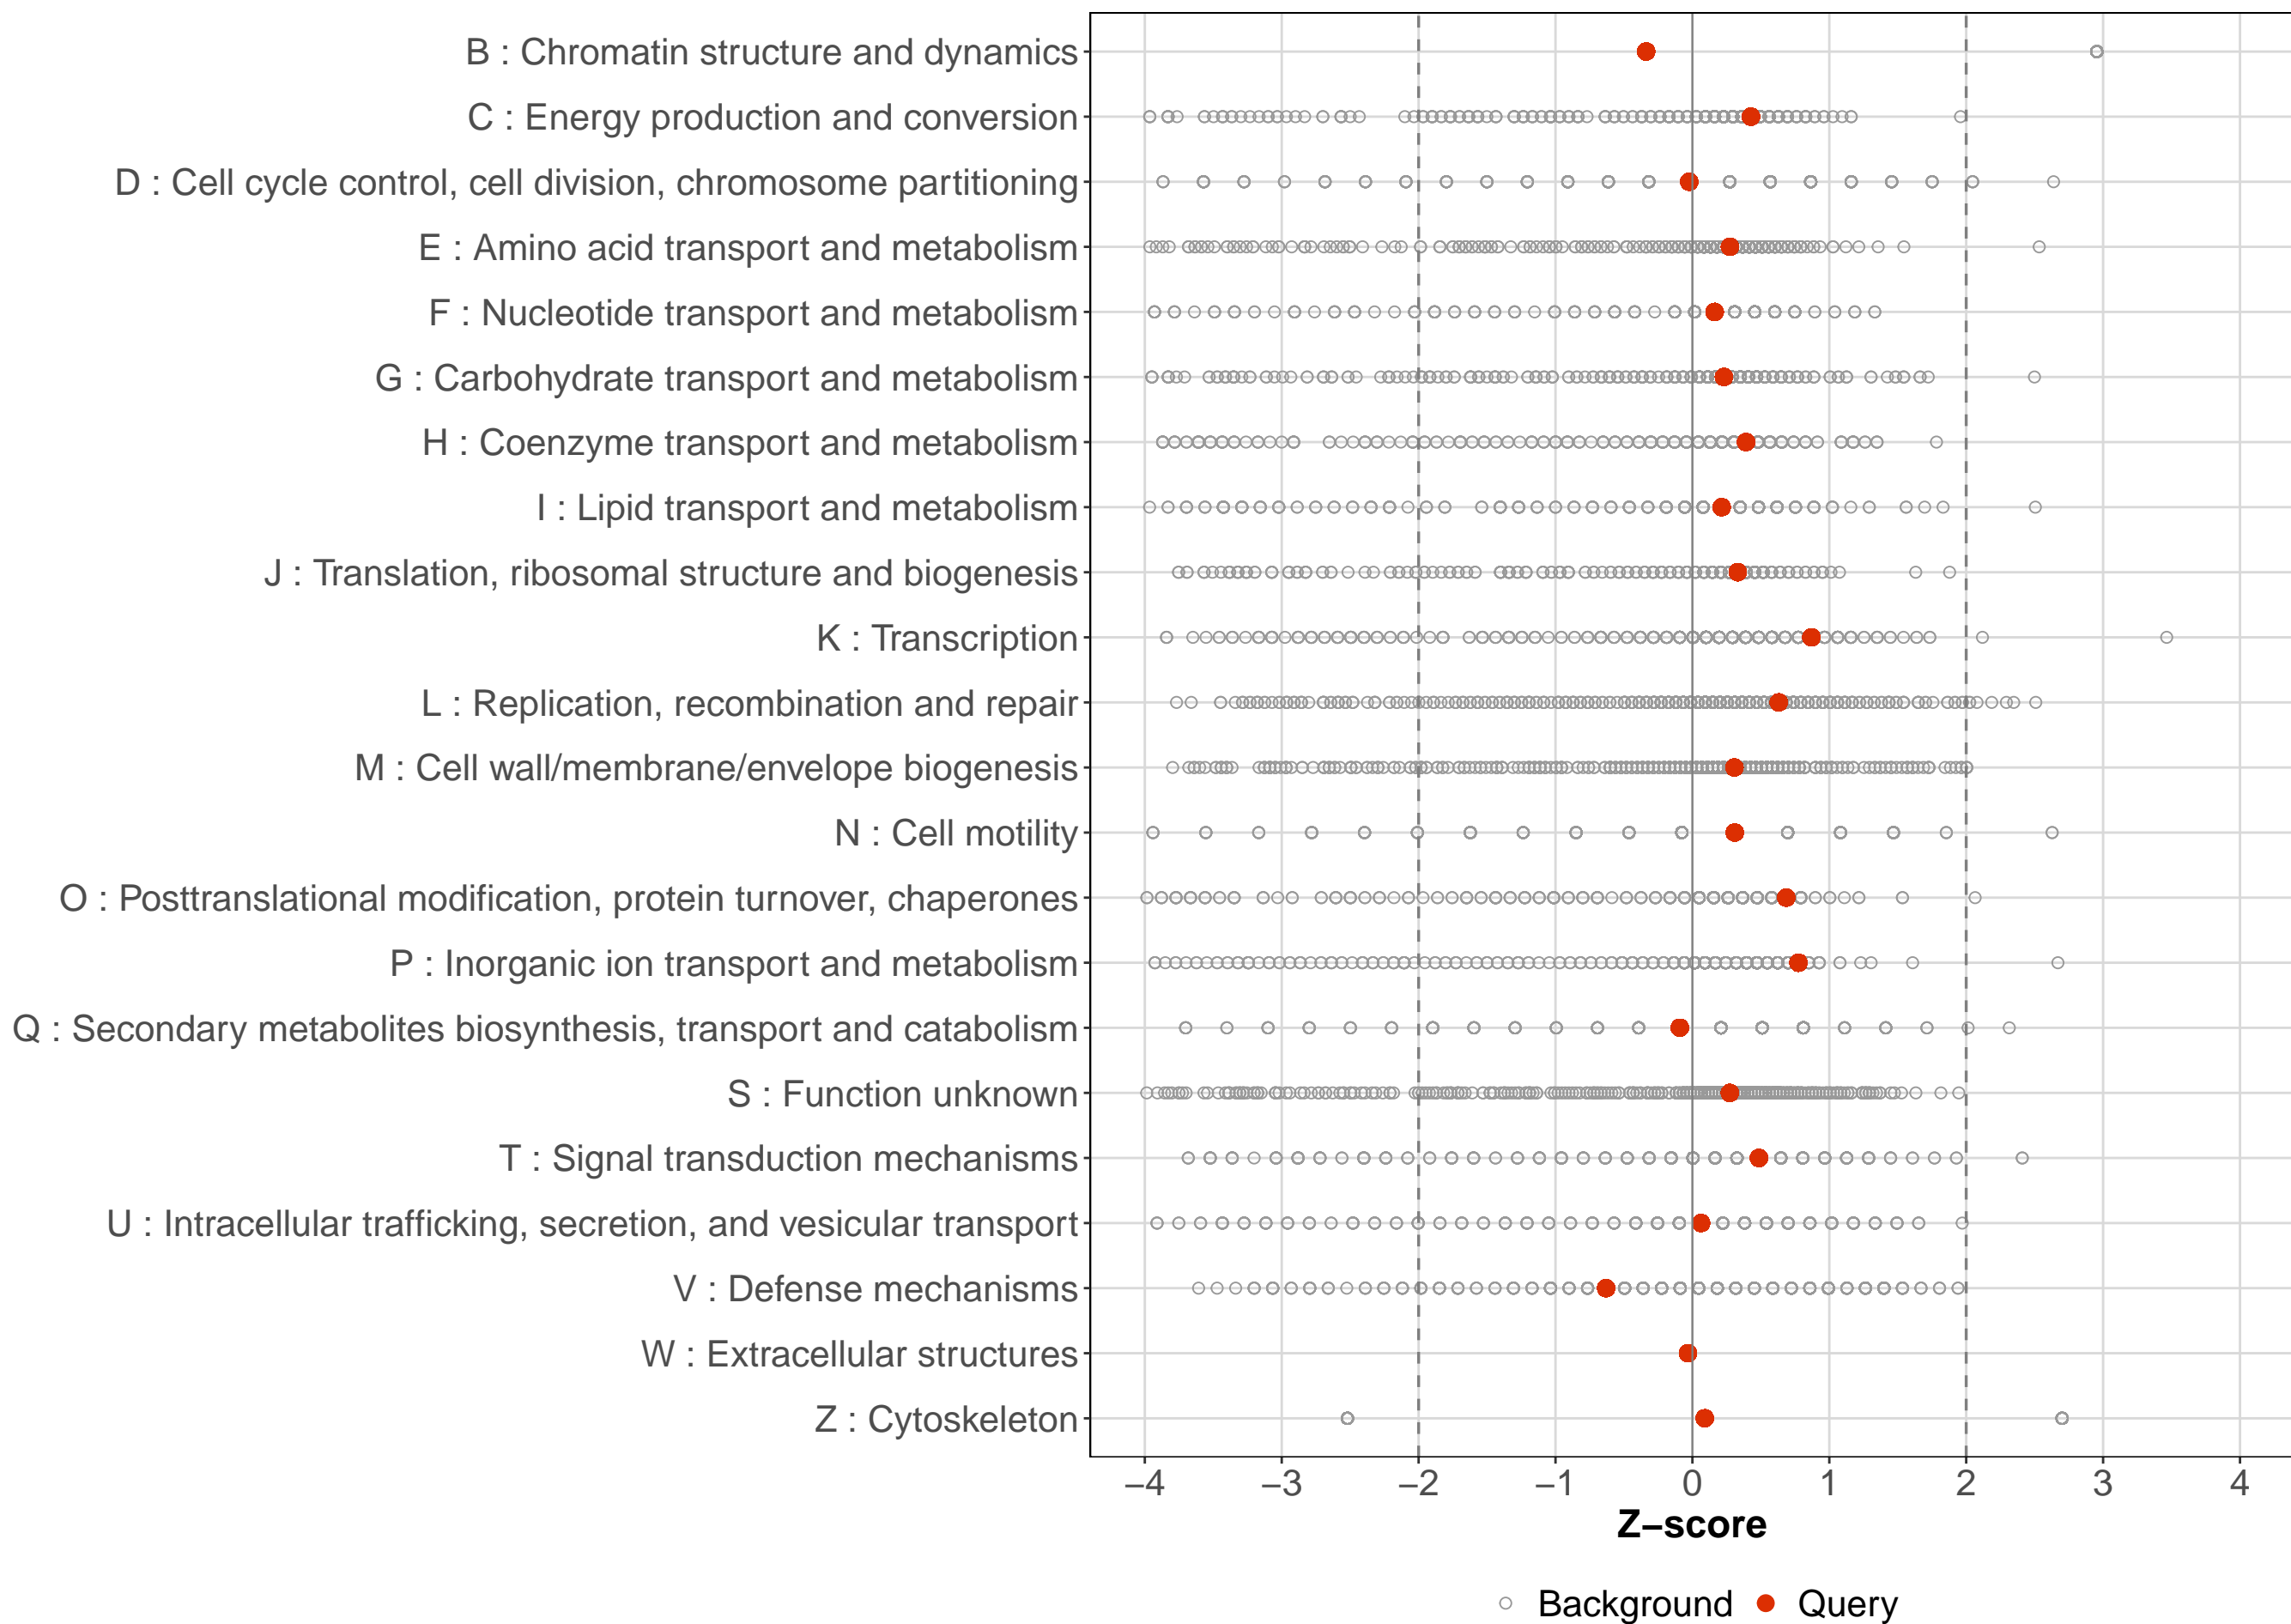 B : Chromatin structure and dynamics
C : Energy production and conversion
D : Cell cycle control, cell division, chromosome partitioning
E : Amino acid transport and metabolism
F : Nucleotide transport and metabolism
G : Carbohydrate transport and metabolism
H : Coenzyme transport and metabolism
I : Lipid transport and metabolism
J : Translation, ribosomal structure and biogenesis
K : Transcription
L : Replication, recombination and repair
M : Cell wall/membrane/envelope biogenesis
N : Cell motility
O : Posttranslational modification, protein turnover, chaperones
P : Inorganic ion transport and metabolism
Q : Secondary metabolites biosynthesis, transport and catabolism
S : Function unknown
T : Signal transduction mechanisms
U : Intracellular trafficking, secretion, and vesicular transport
V : Defense mechanisms
W : Extracellular structures
Z : Cytoskeleton
−4 −3 −2 −1 0 1 2 3 4
Z−score
Background Query